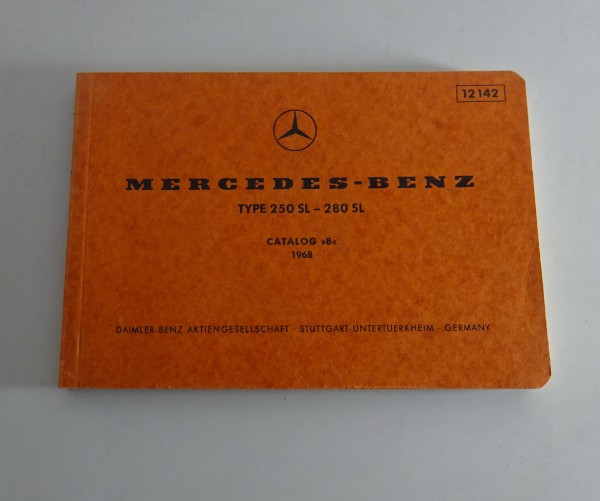 12142
MERCEDES-BENZ
TYPE 250 SL – 280 SL
CATALOG »B«
1968
DAIMLER-BENZ AKTIENGESELLSCHAFT · STUTTGART-UNTERTUERKHEIM · GERMANY